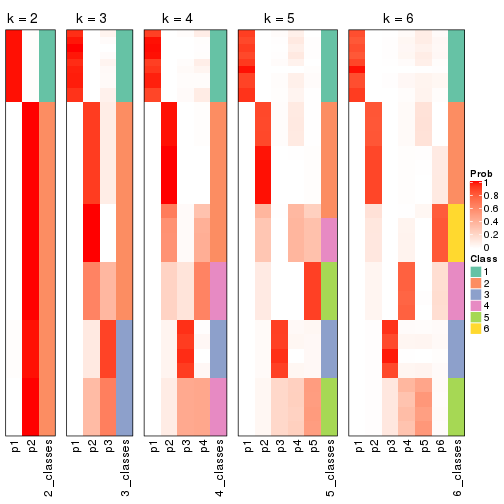 k = 2
k = 3
k = 4
k = 5
k = 6
Prob
1
0.8
0.6
0.4
0.2
0
Class
1
2
3
4
5
6
p1
p2
2_classes
p1
p2
p3
3_classes
p1
p2
p3
p4
4_classes
p1
p2
p3
p4
p5
5_classes
p1
p2
p3
p4
p5
p6
6_classes